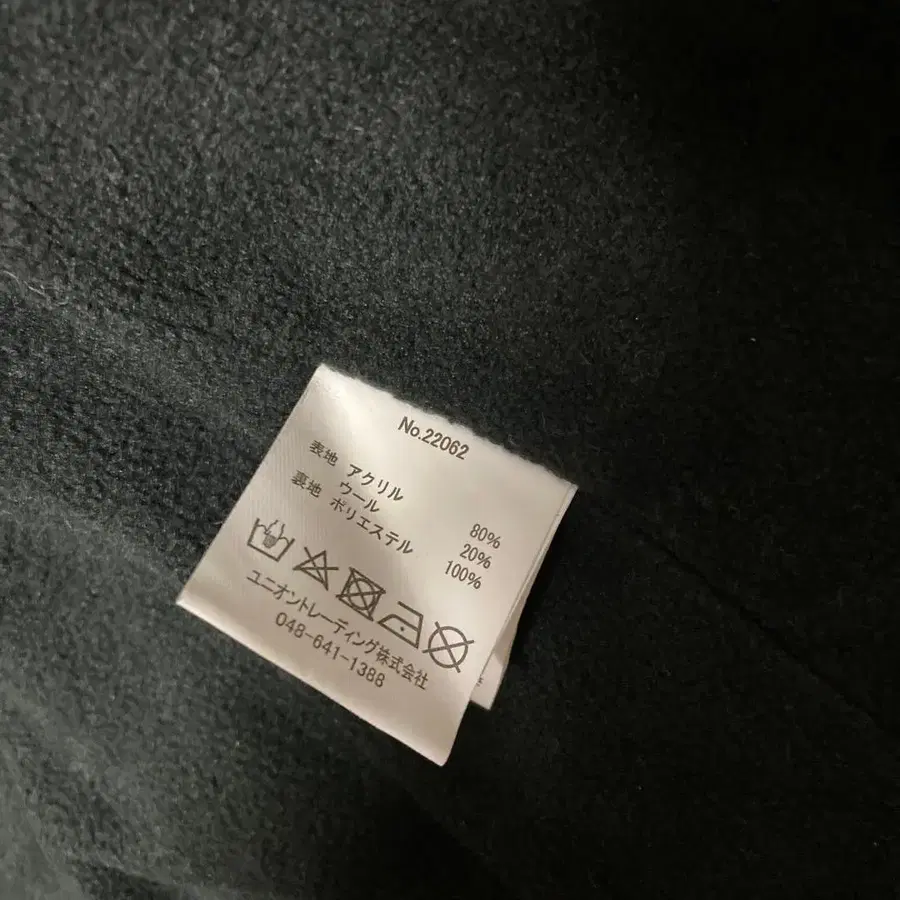 No.22062
表地 アクリル 80%
ウール 20%
裏地 ポリエステル 100%
ユニオントレーディング株式会社
048-641-1388